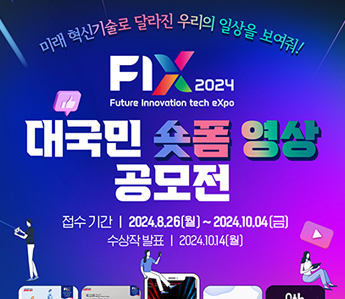 미래 혁신기술로 달라진 우리의 일상을 보여줘!
FIX 2024
Future Innovation tech eXpo
대국민 숏폼 영상
공모전
접수 기간 | 2024.8.26(월) ~ 2024.10.04(금)
수상작 발표 | 2024.10.14(월)